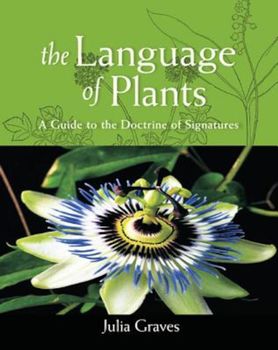 the Language
of Plants
A Guide to the Doctrine of Signatures
Julia Graves